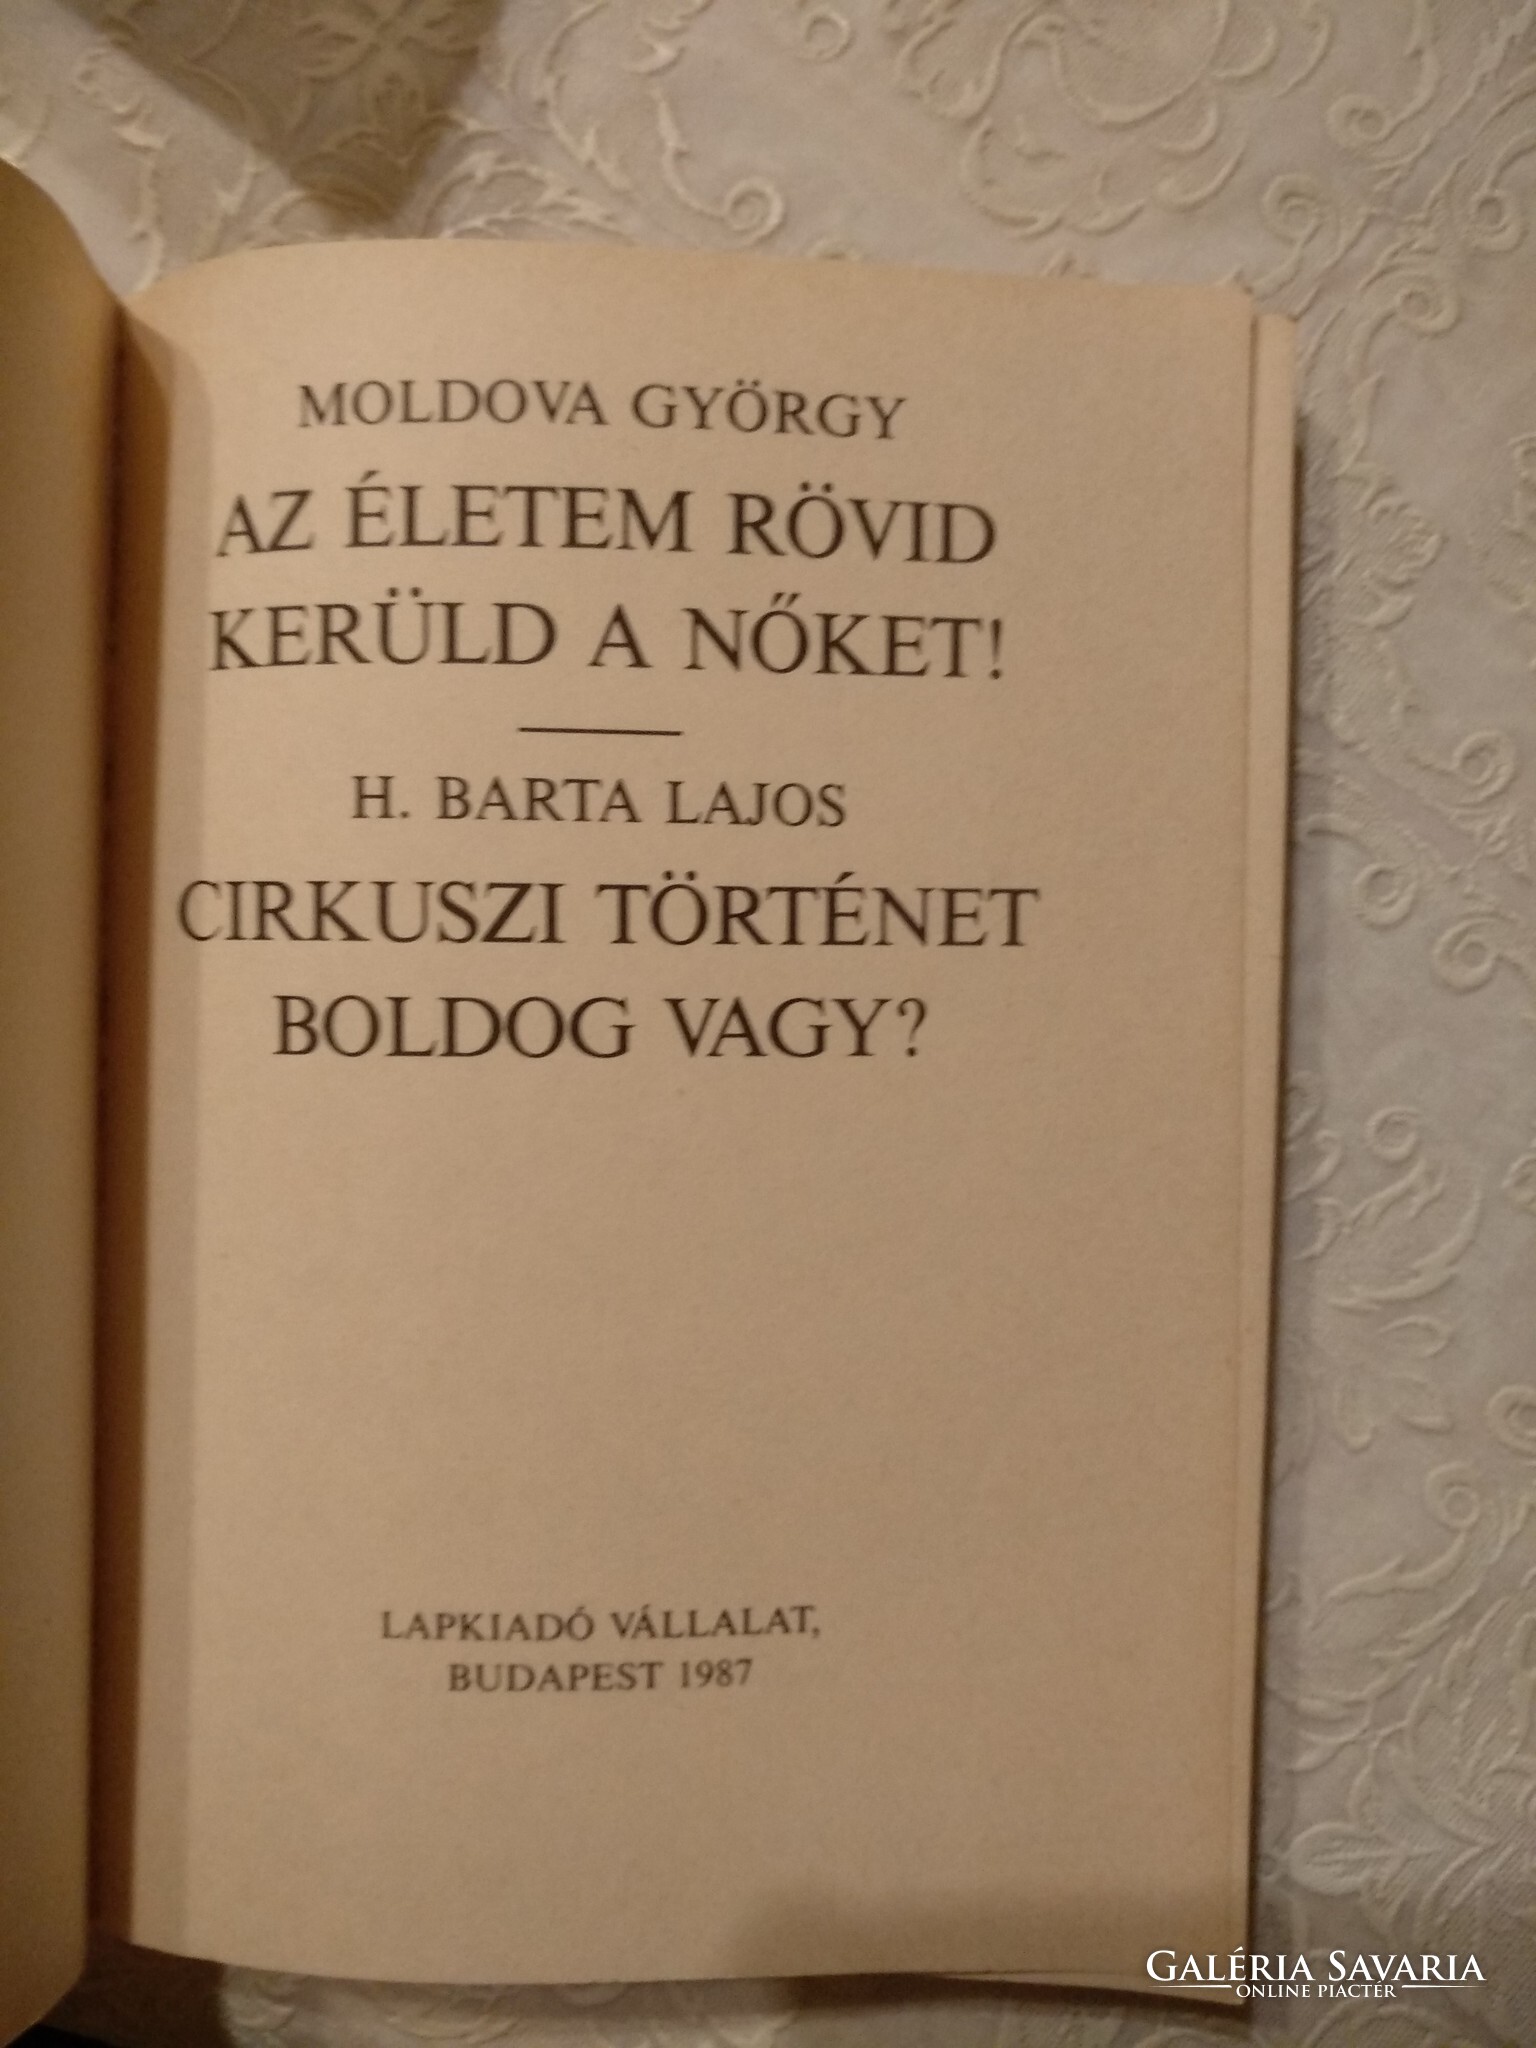 MOLDOVA GYÖRGY
AZ ÉLETEM RÖVID
KERÜLD A NŐKET!
H. BARTA LAJOS
CIRKUSZI TÖRTÉNET
BOLDOG VAGY?
LAPKIADÓ VÁLLALAT,
BUDAPEST 1987
GALÉRIA SAVARIA
ONLINE PIACTÉR